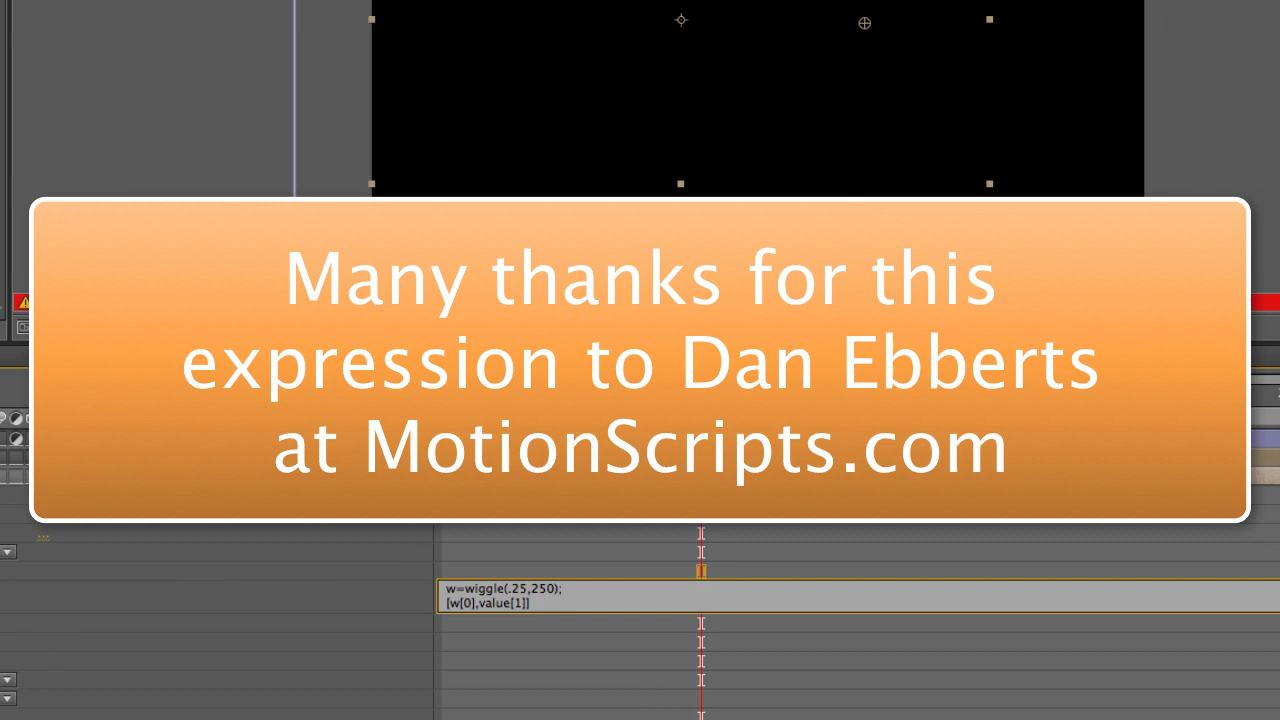 Many thanks for this
expression to Dan Ebberts
at MotionScripts.com
w=wiggle(.25,250);
[w[0],value[1]]